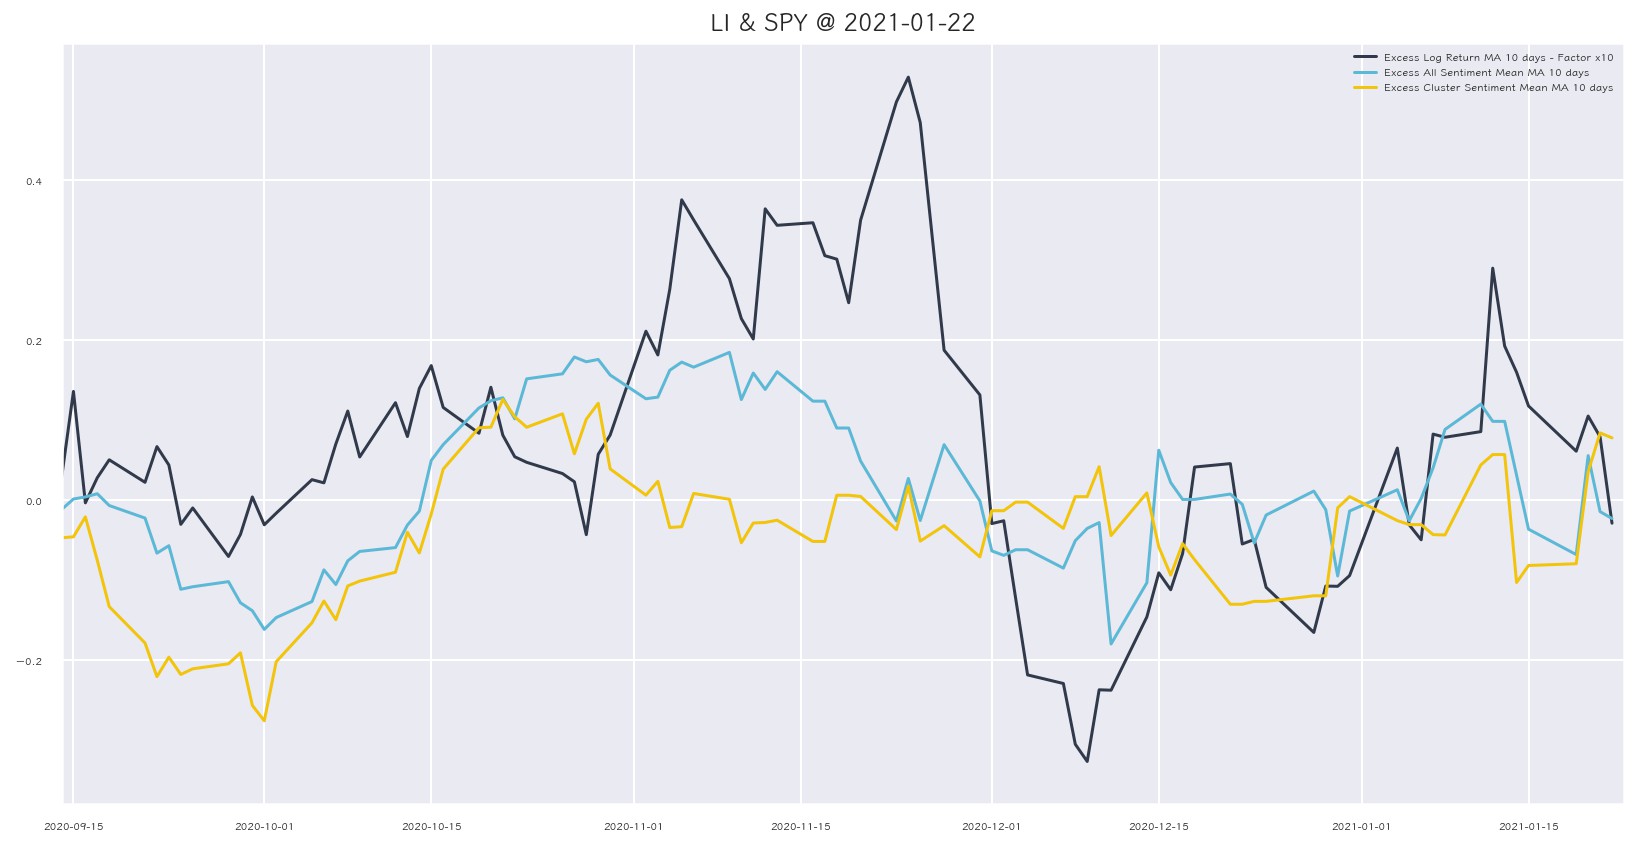 LI & SPY @ 2021-01-22
Excess Log Return MA 10 days - Factor x10
Excess All Sentiment Mean MA 10 days
Excess Cluster Sentiment Mean MA 10 days
0.4
0.2
0.0
−0.2
2020-09-15 2020-10-01 2020-10-15 2020-11-01 2020-11-15 2020-12-01 2020-12-15 2021-01-01 2021-01-15